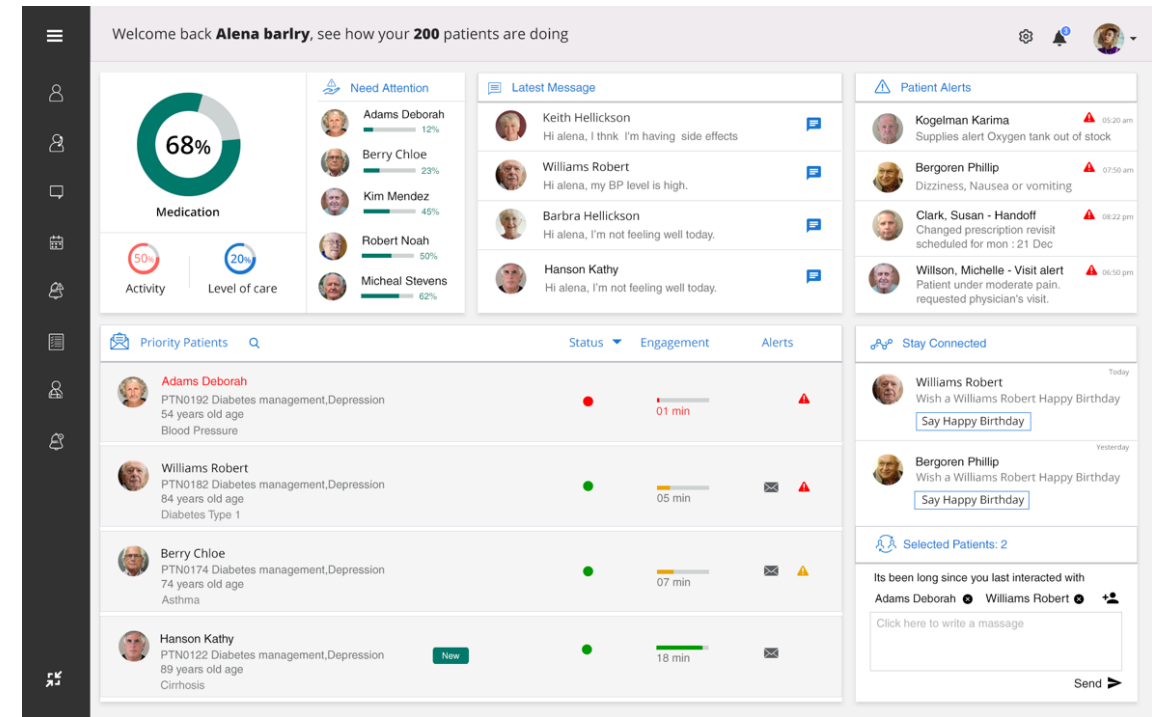 Welcome back Alena barlry, see how your 200 patients are doing
3
68%
Medication
50%
Activity
20%
Level of care
Need Attention
Adams Deborah
12%
Berry Chloe
23%
Kim Mendez
45%
Robert Noah
50%
Micheal Stevens
62%
Latest Message
Keith Hellickson
Hi alena, I thnk I'm having side effects
Williams Robert
Hi alena, my BP level is high.
Barbra Hellickson
Hi alena, I'm not feeling well today.
Hanson Kathy
Hi alena, I'm not feeling well today.
Patient Alerts
Kogelman Karima
05:20 am
Supplies alert Oxygen tank out of stock
Bergoren Phillip
07:50 am
Dizziness, Nausea or vomiting
Clark, Susan - Handoff
08:22 pm
Changed prescription revisit
scheduled for mon : 21 Dec
Willson, Michelle - Visit alert
06:50 pm
Patient under moderate pain.
requested physician's visit.
Priority Patients
Status
Engagement
Alerts
Adams Deborah
PTN0192 Diabetes management,Depression
54 years old age
Blood Pressure
01 min
Williams Robert
PTN0182 Diabetes management,Depression
84 years old age
Diabetes Type 1
05 min
Berry Chloe
PTN0174 Diabetes management,Depression
74 years old age
Asthma
07 min
Hanson Kathy
PTN0122 Diabetes management,Depression
89 years old age
Cirrhosis
New
18 min
Stay Connected
Today
Williams Robert
Wish a Williams Robert Happy Birthday
Say Happy Birthday
Yesterday
Bergoren Phillip
Wish a Williams Robert Happy Birthday
Say Happy Birthday
Selected Patients: 2
Its been long since you last interacted with
Adams Deborah
Williams Robert
Click here to write a massage
Send